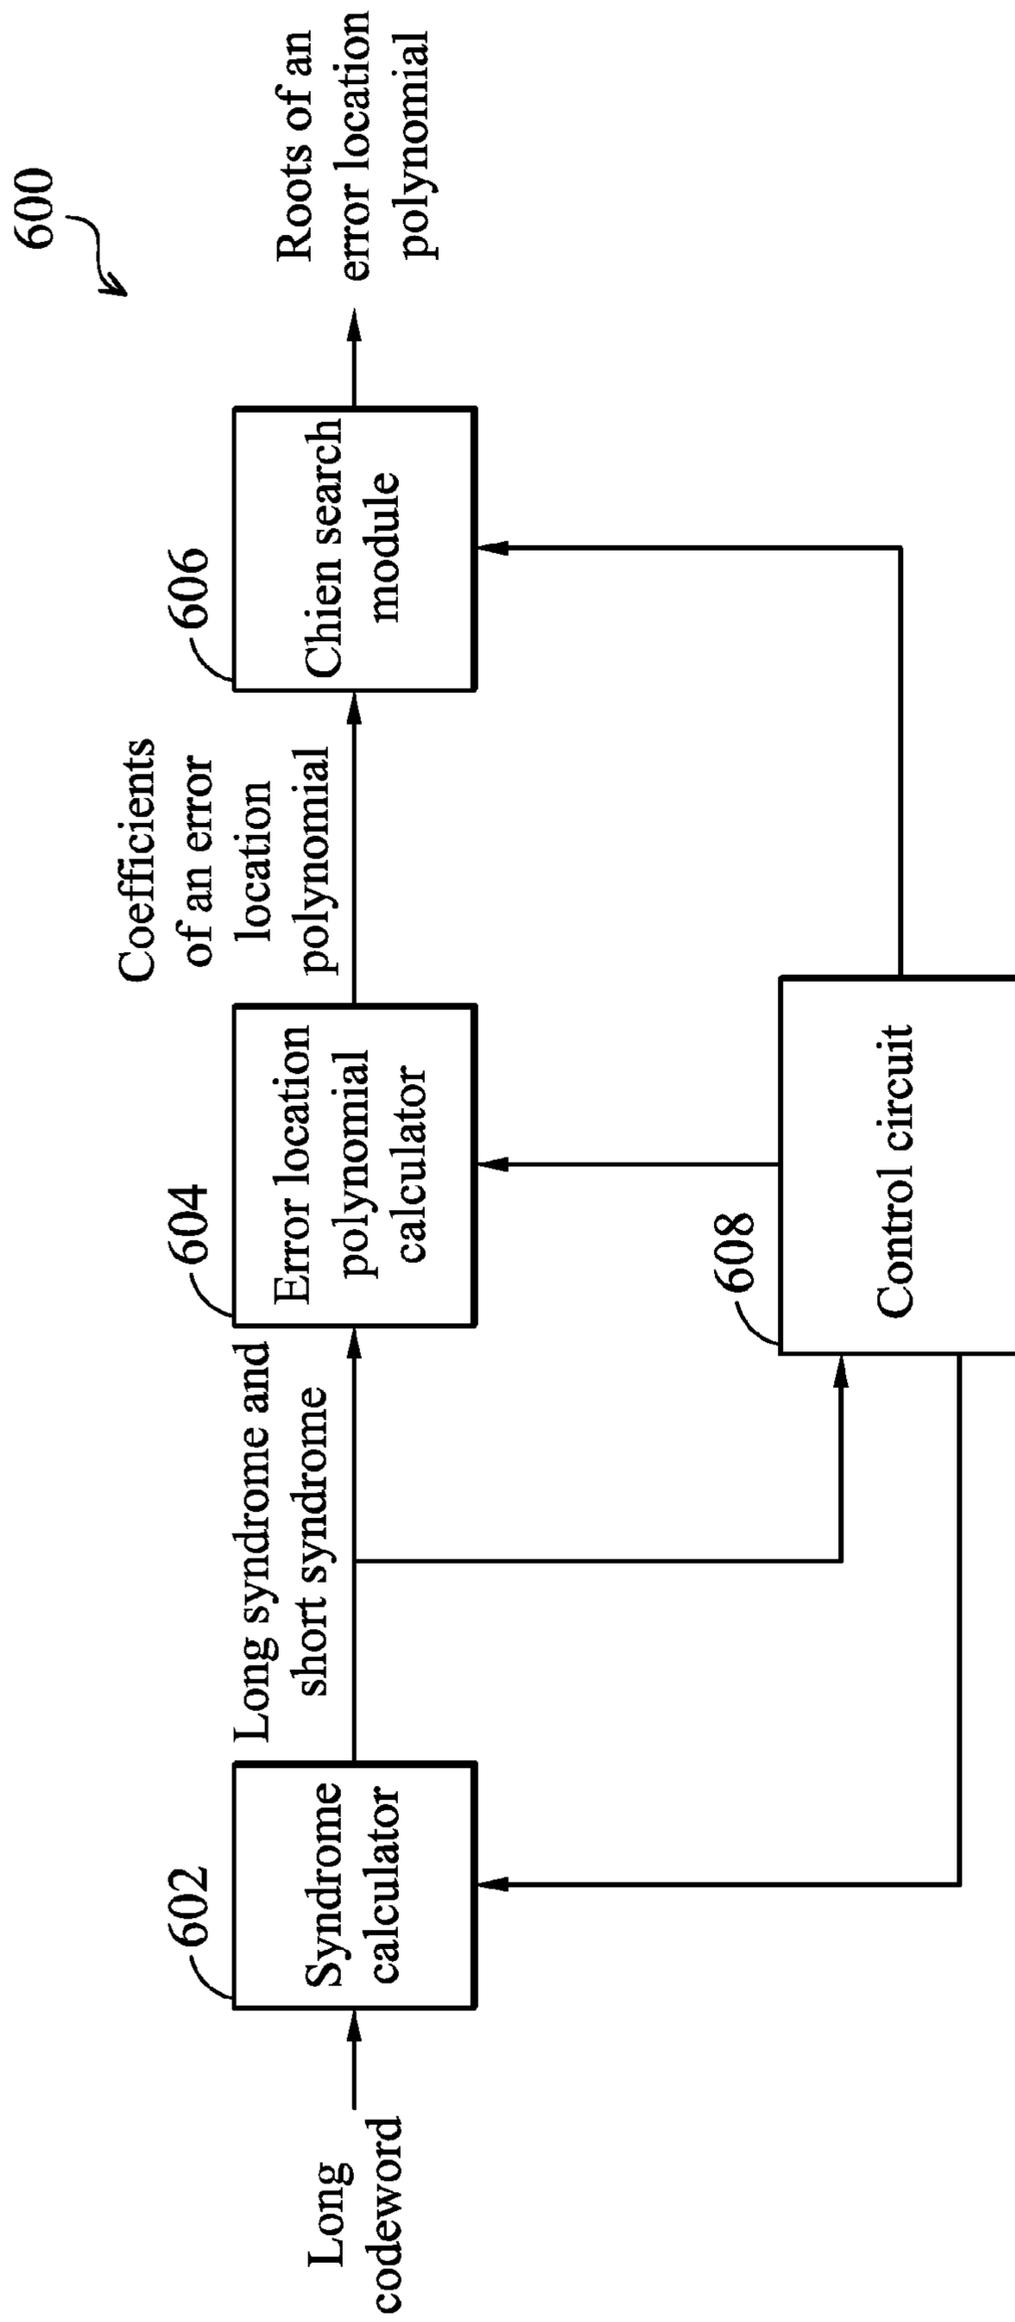 600
Long
codeword
602
Syndrome
calculator
Long syndrome and
short syndrome
604
Error location
polynomial
calculator
Coefficients
of an error
location
polynomial
606
Chien search
module
Roots of an
error location
polynomial
608
Control circuit